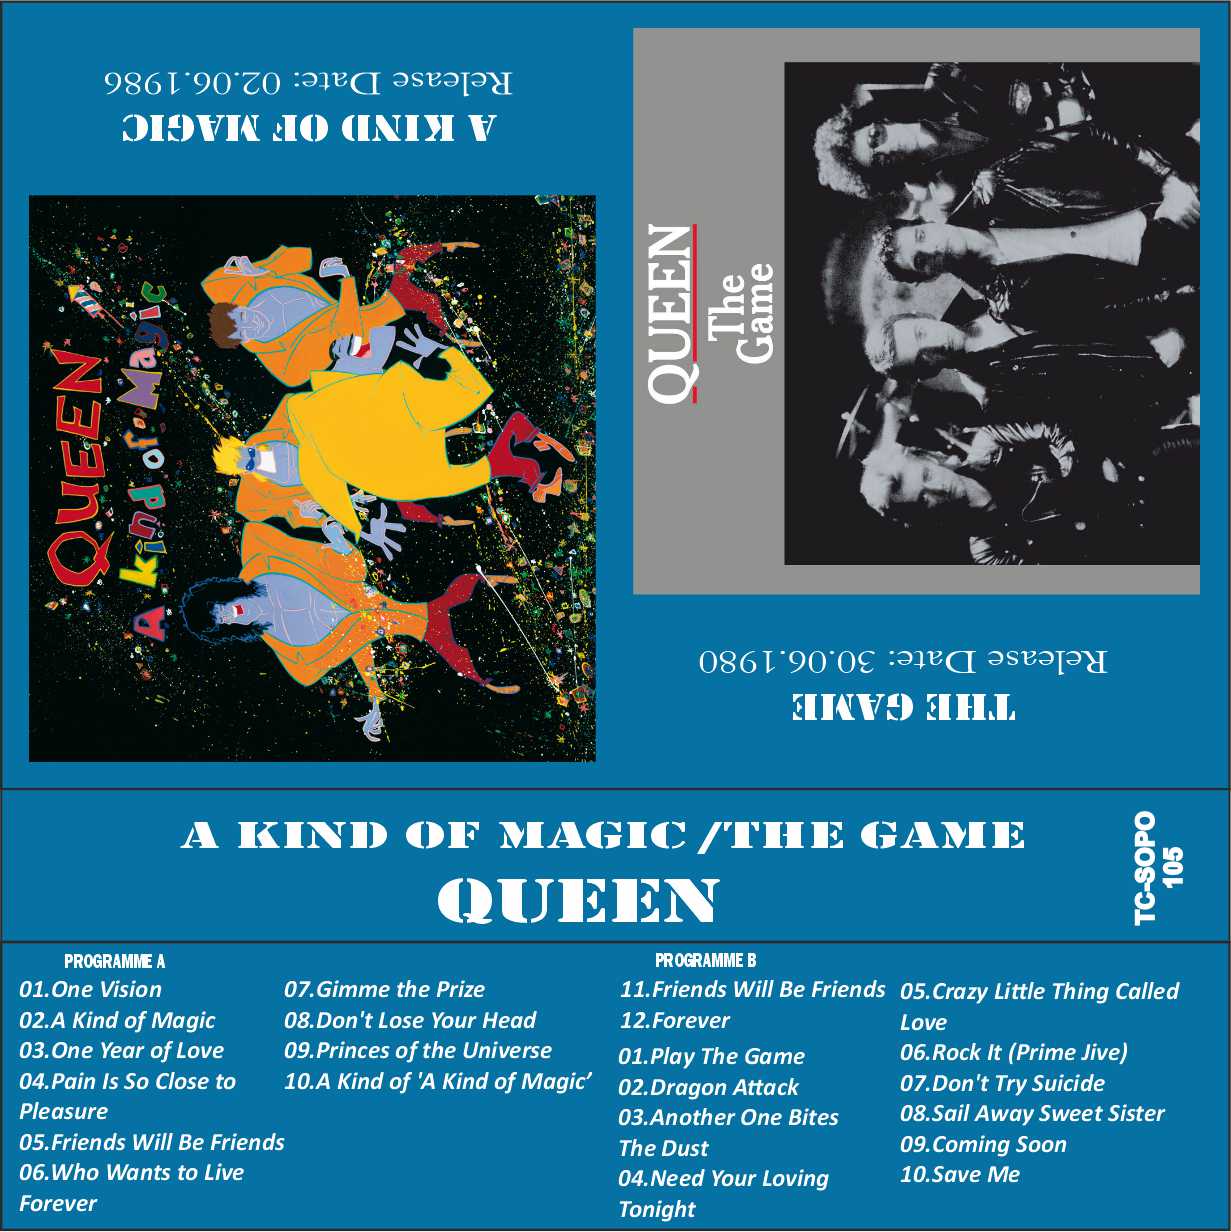 Release Date: 02.06.1986
A KIND OF MAGIC
QUEEN
A kind of Magic
QUEEN
The
Game
Release Date: 30.06.1980
THE GAME
A KIND OF MAGIC /THE GAME
QUEEN
TC-SOPO
105
PROGRAMME A
01.One Vision
02.A Kind of Magic
03.One Year of Love
04.Pain Is So Close to
Pleasure
05.Friends Will Be Friends
06.Who Wants to Live
Forever
07.Gimme the Prize
08.Don't Lose Your Head
09.Princes of the Universe
10.A Kind of 'A Kind of Magic’
PROGRAMME B
11.Friends Will Be Friends
12.Forever
01.Play The Game
02.Dragon Attack
03.Another One Bites
The Dust
04.Need Your Loving
Tonight
05.Crazy Little Thing Called
Love
06.Rock It (Prime Jive)
07.Don't Try Suicide
08.Sail Away Sweet Sister
09.Coming Soon
10.Save Me